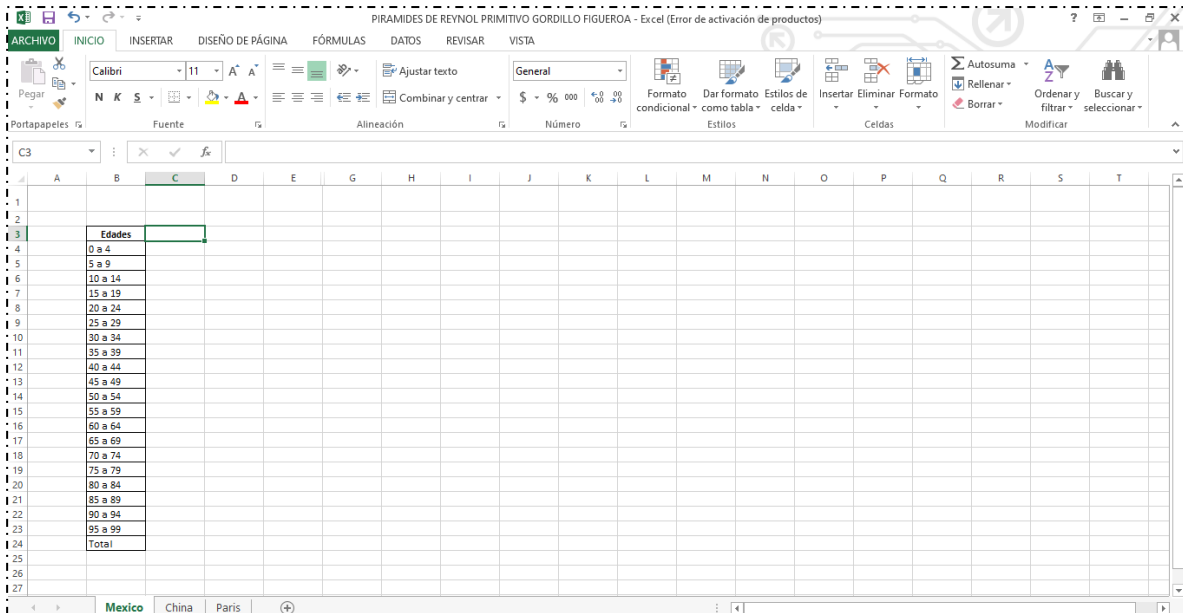 PIRAMIDES DE REYNOL PRIMITIVO GORDILLO FIGUEROA - Excel (Error de activación de productos)
ARCHIVO INICIO INSERTAR DISEÑO DE PÁGINA FÓRMULAS DATOS REVISAR VISTA
Pegar
Calibri 11
N K S
Ajustar texto
Combinar y centrar
General
$ % 000
Formato condicional
Dar formato como tabla
Estilos de celda
Insertar Eliminar Formato
Autosuma
Rellenar
Borrar
Ordenar y filtrar
Buscar y seleccionar
Portapapeles Fuente Alineación Número Estilos Celdas Modificar
C3 fx
A B C D E G H I J K L M N O P Q R S T
1
2
3 Edades
4 0 a 4
5 5 a 9
6 10 a 14
7 15 a 19
8 20 a 24
9 25 a 29
10 30 a 34
11 35 a 39
12 40 a 44
13 45 a 49
14 50 a 54
15 55 a 59
16 60 a 64
17 65 a 69
18 70 a 74
19 75 a 79
20 80 a 84
21 85 a 89
22 90 a 94
23 95 a 99
24 Total
25
26
27
Mexico China Paris